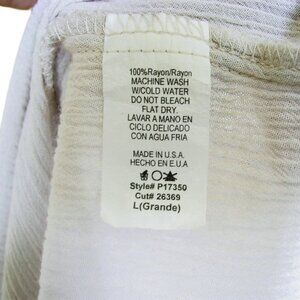 100%Rayon/Rayon
MACHINE WASH
W/COLD WATER
DO NOT BLEACH
FLAT DRY.
LAVAR A MANO EN
CICLO DELICADO
CON AGUA FRIA
MADE IN U.S.A.
HECHO EN E.U.A
Style# P17350
Cut# 26369
L(Grande)